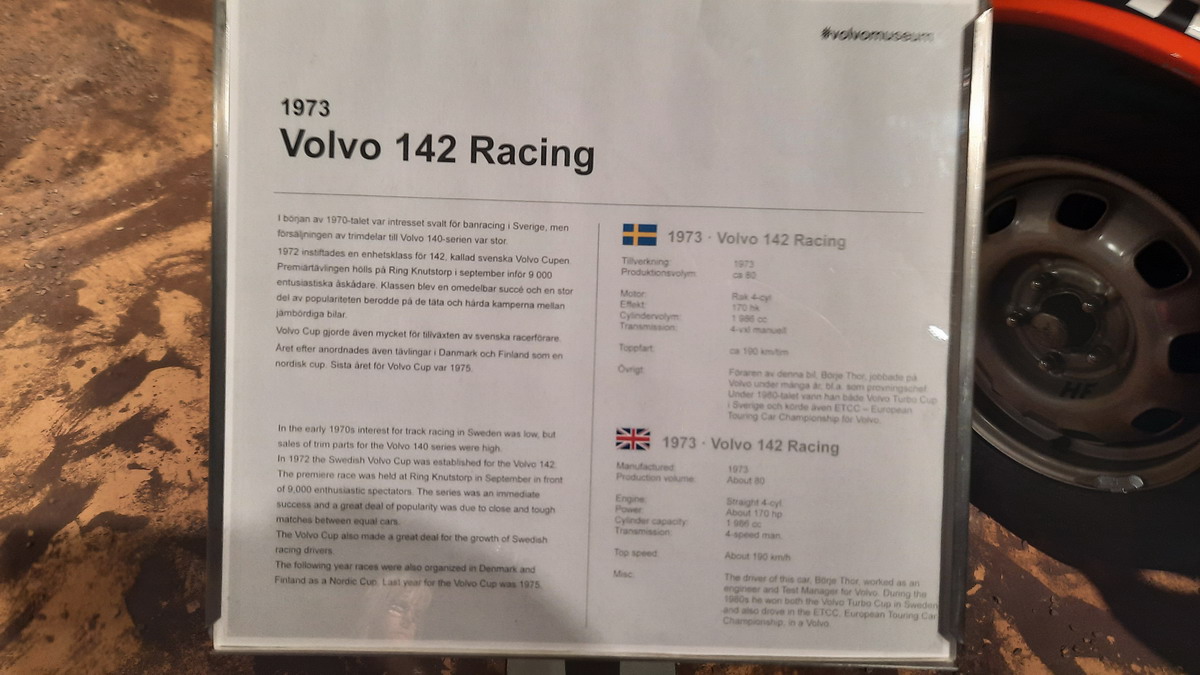 #volvomuseum
1973
Volvo 142 Racing
I början av 1970-talet var intresset svalt för banracing i Sverige, men
försäljningen av trimdelar till Volvo 140-serien var stor.
1972 instiftades en enhetsklass för 142, kallad svenska Volvo Cupen.
Premiärtävlingen hölls på Ring Knutstorp i september inför 9 000
entusiastiska åskådare. Klassen blev en omedelbar succé och en stor
del av populariteten berodde på de täta och hårda kamperna mellan
jämbördiga bilar.
Volvo Cup gjorde även mycket för tillväxten av svenska racerförare.
Året efter anordnades även tävlingar i Danmark och Finland som en
nordisk cup. Sista året för Volvo Cup var 1975.
In the early 1970s interest for track racing in Sweden was low, but
sales of trim parts for the Volvo 140 series were high.
In 1972 the Swedish Volvo Cup was established for the Volvo 142.
The premiere race was held at Ring Knutstorp in September in front
of 9,000 enthusiastic spectators. The series was an immediate
success and a great deal of popularity was due to close and tough
matches between equal cars.
The Volvo Cup also made a great deal for the growth of Swedish
racing drivers.
The following year races were also organized in Denmark and
Finland as a Nordic Cup. Last year for the Volvo Cup was 1975.
1973 · Volvo 142 Racing
Tillverkning: 1973
Produktionsvolym: ca 80
Motor: Rak 4-cyl
Effekt: 170 hk
Cylindervolym: 1 986 cc
Transmission: 4-vxl manuell
Toppfart: ca 190 km/tim
Övrigt: Föraren av denna bil, Börje Thor, jobbade på
Volvo under många år, bl.a. som provningschef.
Under 1980-talet vann han både Volvo Turbo Cup
i Sverige och körde även ETCC – European
Touring Car Championship för Volvo.
1973 · Volvo 142 Racing
Manufactured: 1973
Production volume: About 80
Engine: Straight 4-cyl
Power: About 170 hp
Cylinder capacity: 1 986 cc
Transmission: 4-speed man.
Top speed: About 190 km/h
Misc: The driver of this car, Börje Thor, worked as an
engineer and Test Manager for Volvo. During the
1980s he won both the Volvo Turbo Cup in Sweden
and also drove in the ETCC, European Touring Car
Championship, in a Volvo.
HF